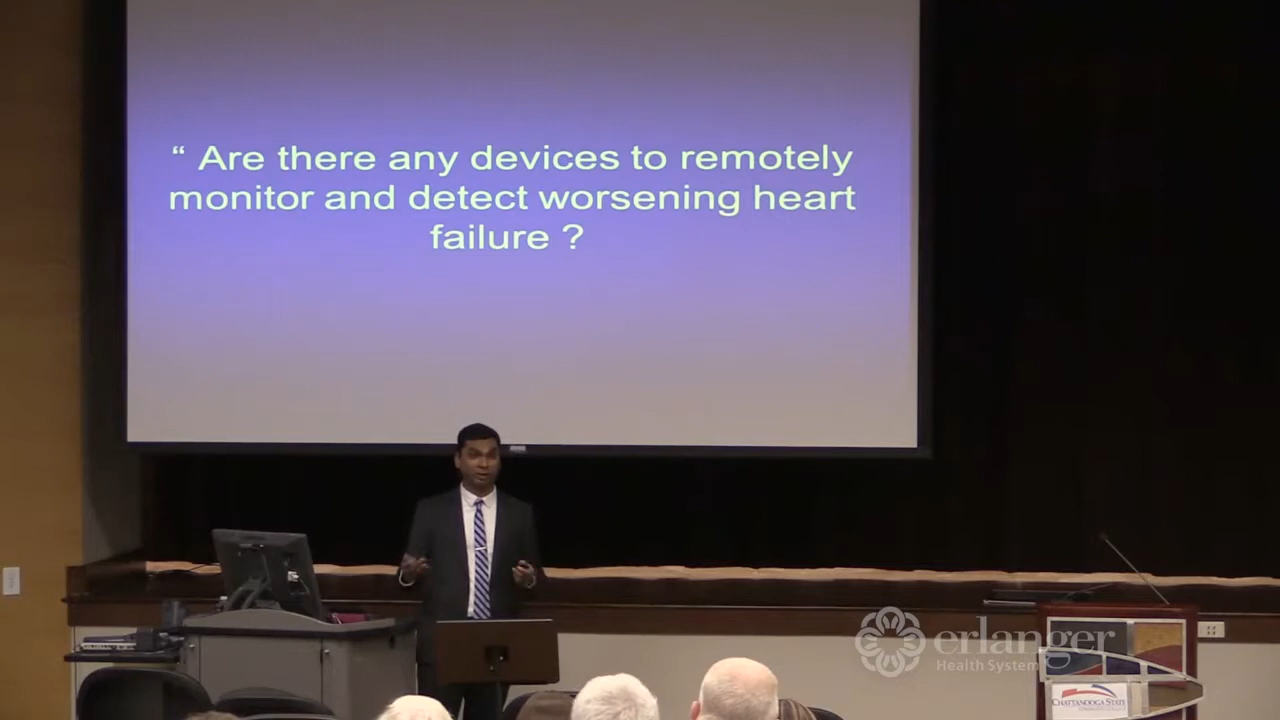 “ Are there any devices to remotely
monitor and detect worsening heart
failure ?
erlanger
Health System
CHATTANOOGA STATE